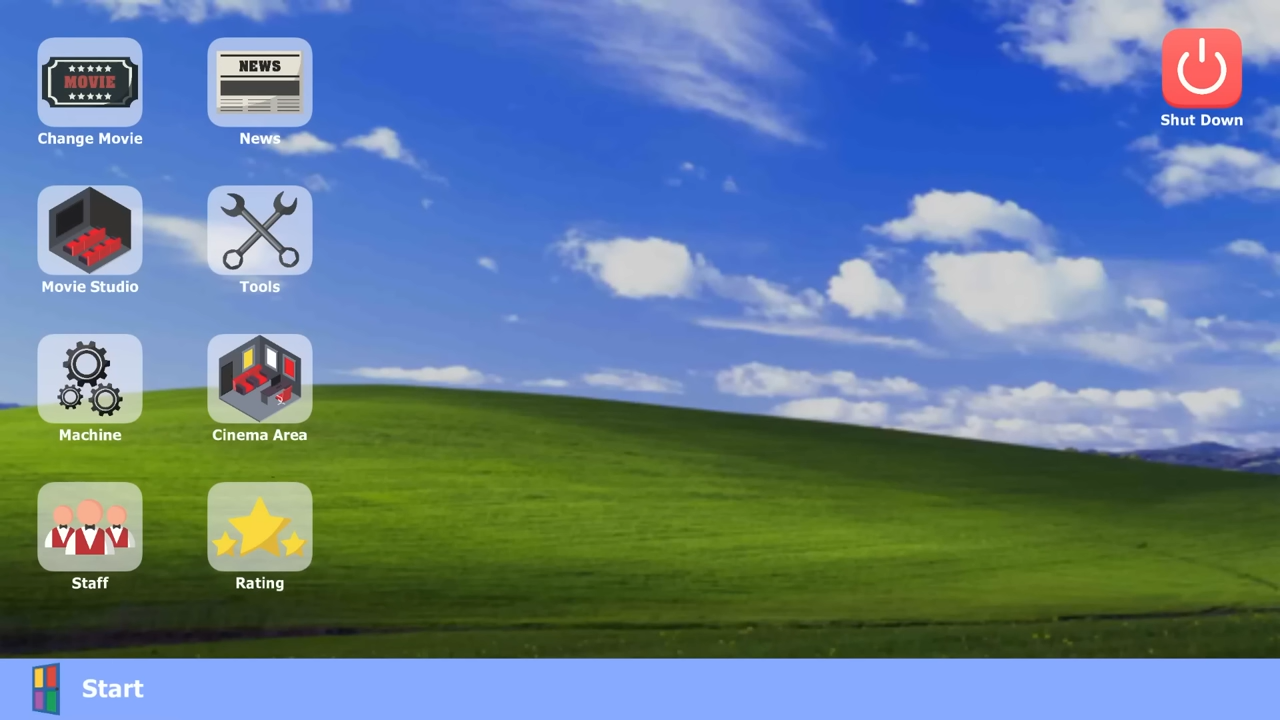 MOVIE
Change Movie
NEWS
News
Shut Down
Movie Studio
Tools
Machine
Cinema Area
Staff
Rating
Start